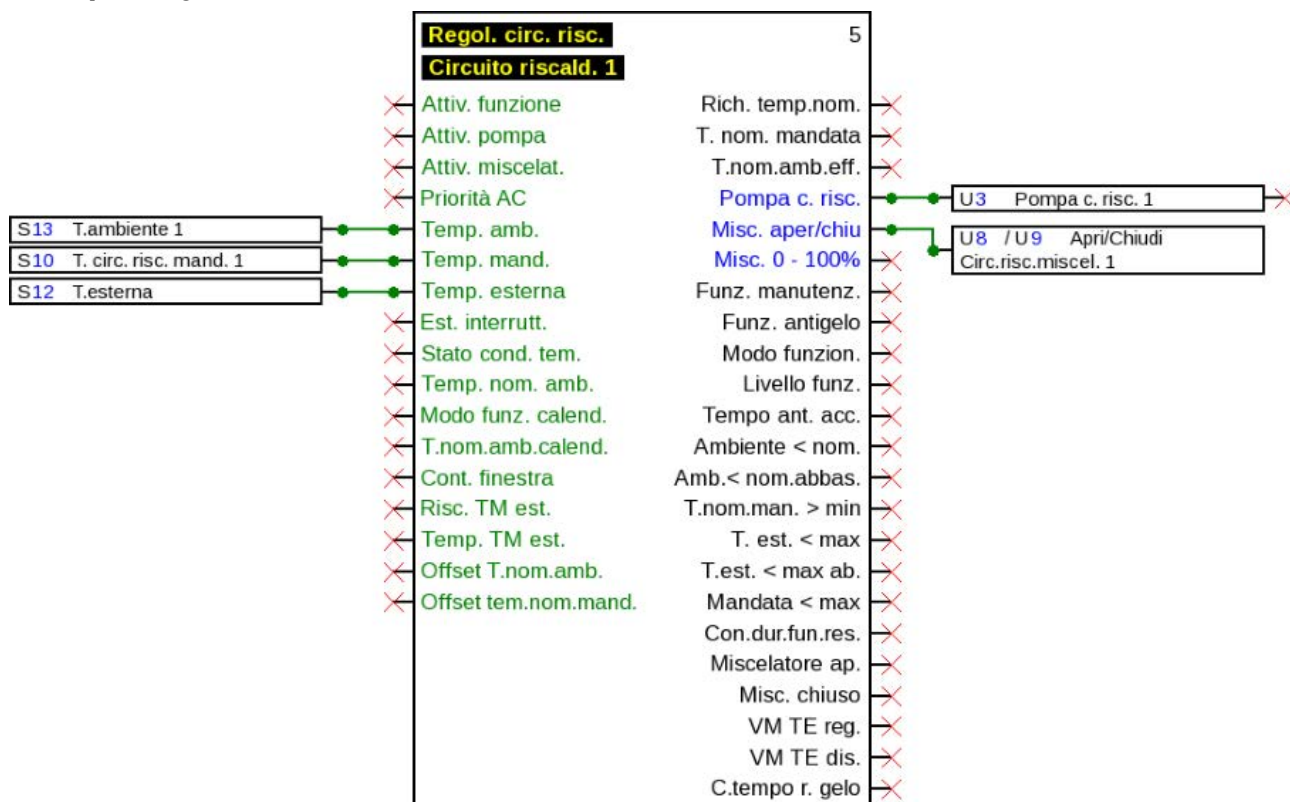 Regol. circ. risc. 5
Circuito riscald. 1
Attiv. funzione Rich. temp.nom.
Attiv. pompa T. nom. mandata
Attiv. miscelat. T.nom.amb.eff.
Priorità AC Pompa c. risc. U3 Pompa c. risc. 1
S13 T.ambiente 1 Temp. amb. Misc. aper/chiu U8 / U9 Apri/Chiudi
Circ.risc.miscel. 1
S10 T. circ. risc. mand. 1 Temp. mand. Misc. 0 - 100%
S12 T.esterna Temp. esterna Funz. manutenz.
Est. interrutt. Funz. antigelo
Stato cond. tem. Modo funzion.
Temp. nom. amb. Livello funz.
Modo funz. calend. Tempo ant. acc.
T.nom.amb.calend. Ambiente < nom.
Cont. finestra Amb.< nom.abbas.
Risc. TM est. T.nom.man. > min
Temp. TM est. T. est. < max
Offset T.nom.amb. T.est. < max ab.
Offset tem.nom.mand. Mandata < max
Con.dur.fun.res.
Miscelatore ap.
Misc. chiuso
VM TE reg.
VM TE dis.
C.tempo r. gelo